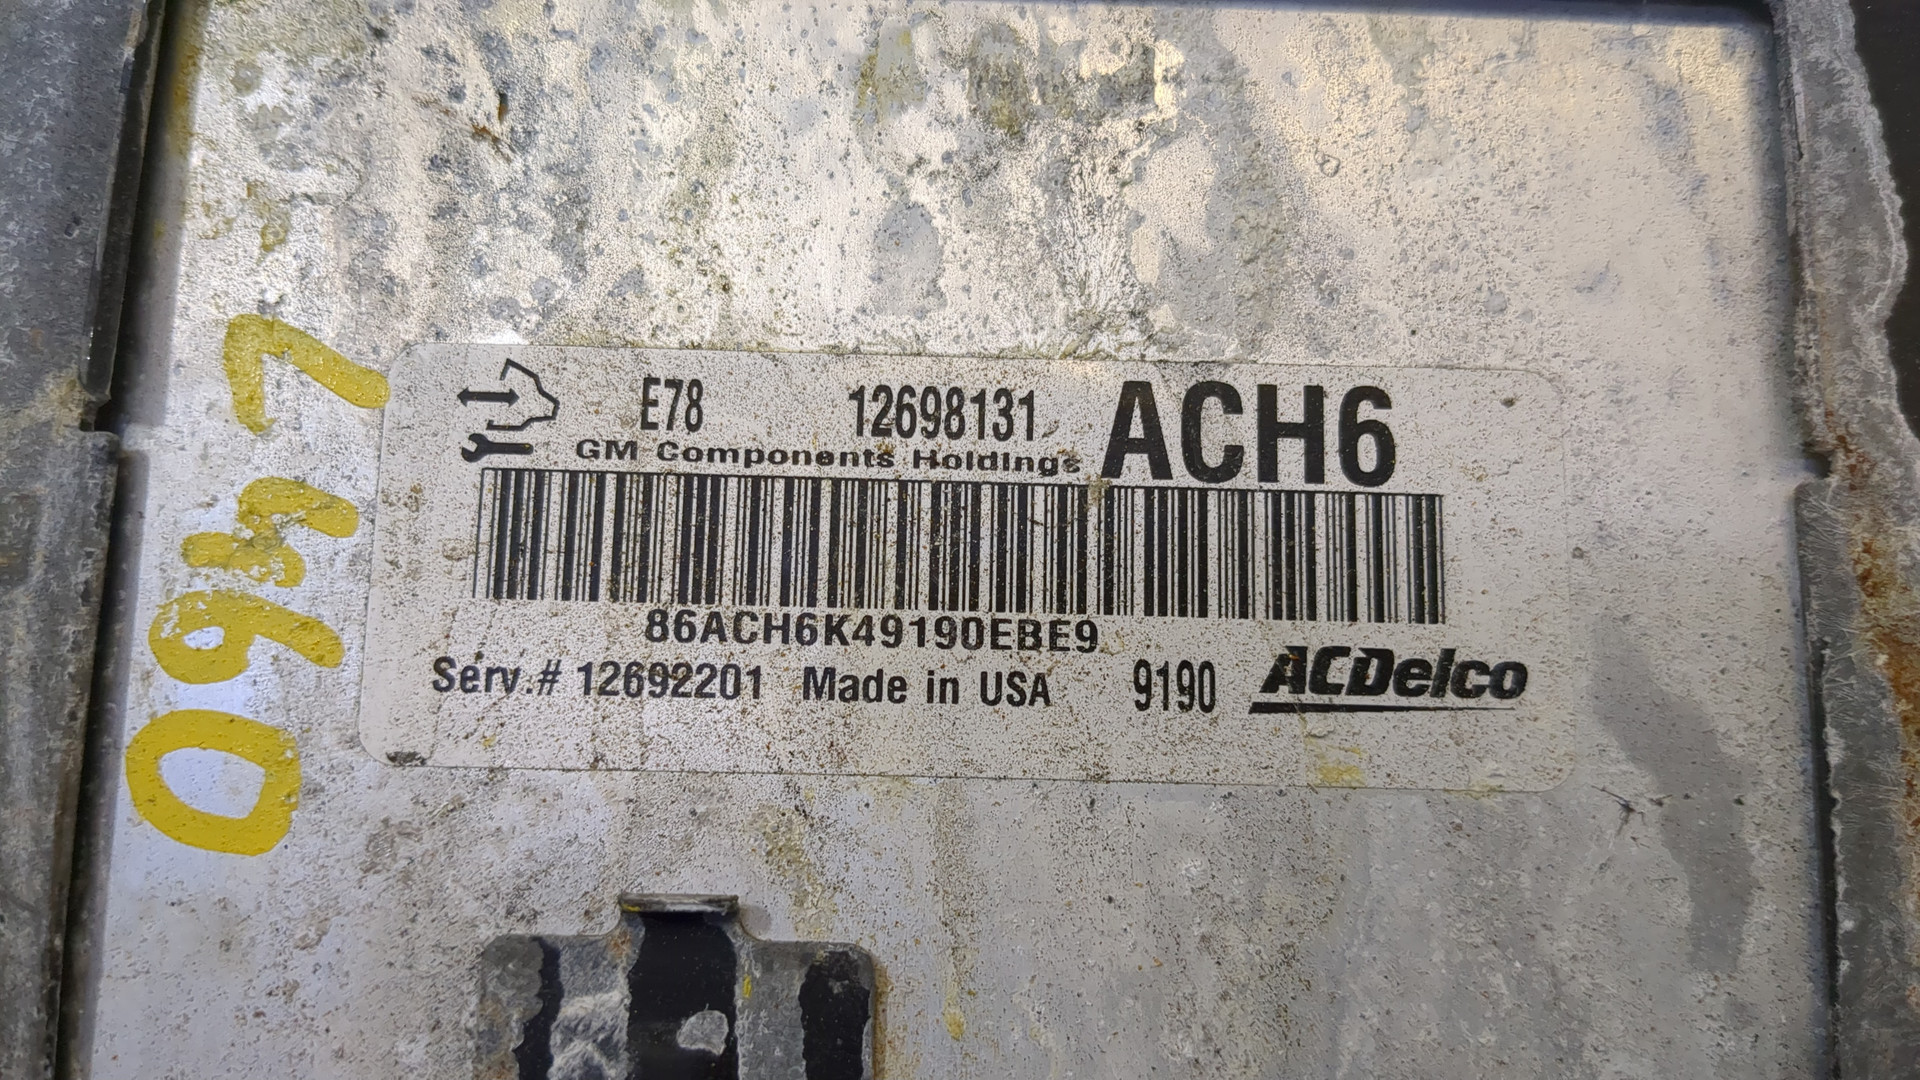 0947
E78 12698131 ACH6
GM Components Holdings
86ACH6K49190EBE9
Serv.# 12692201 Made in USA 9190 ACDelco